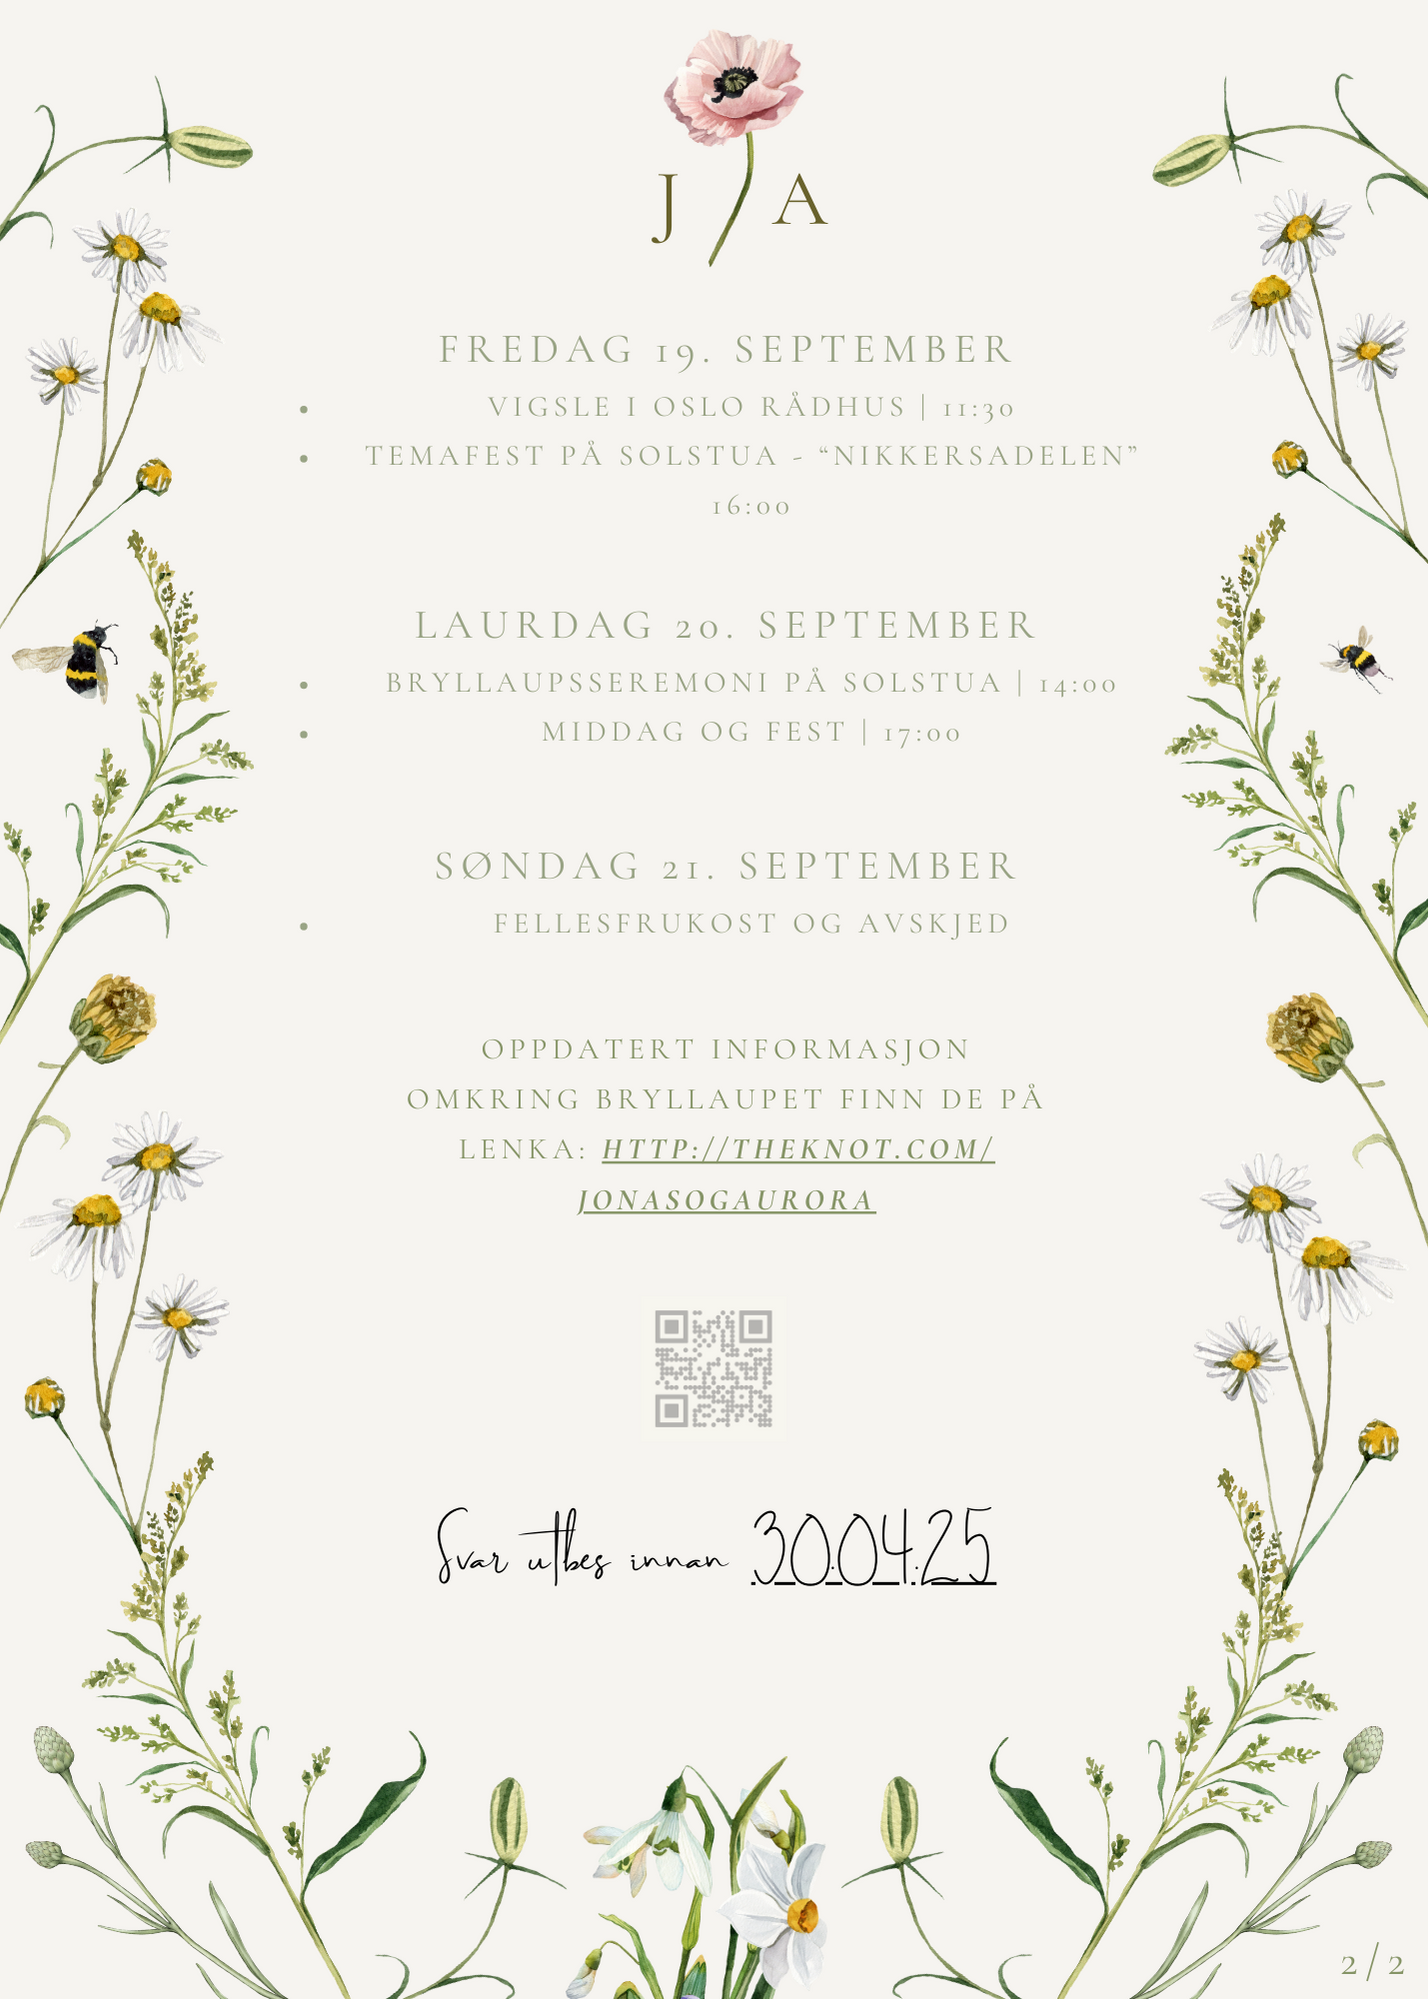 J A
FREDAG 19. SEPTEMBER
• VIGSLE I OSLO RÅDHUS | 11:30
• TEMAFEST PÅ SOLSTUA - “NIKKERSADELEN”
16:00
LAURDAG 20. SEPTEMBER
• BRYLLAUPSSEREMONI PÅ SOLSTUA | 14:00
• MIDDAG OG FEST | 17:00
SØNDAG 21. SEPTEMBER
• FELLESFRUKOST OG AVSKJED
OPPDATERT INFORMASJON
OMKRING BRYLLAUPET FINN DE PÅ
LENKA: HTTP://THEKNOT.COM/
JONASOGAURORA
Svar utbes innan 30.04.25
2/2